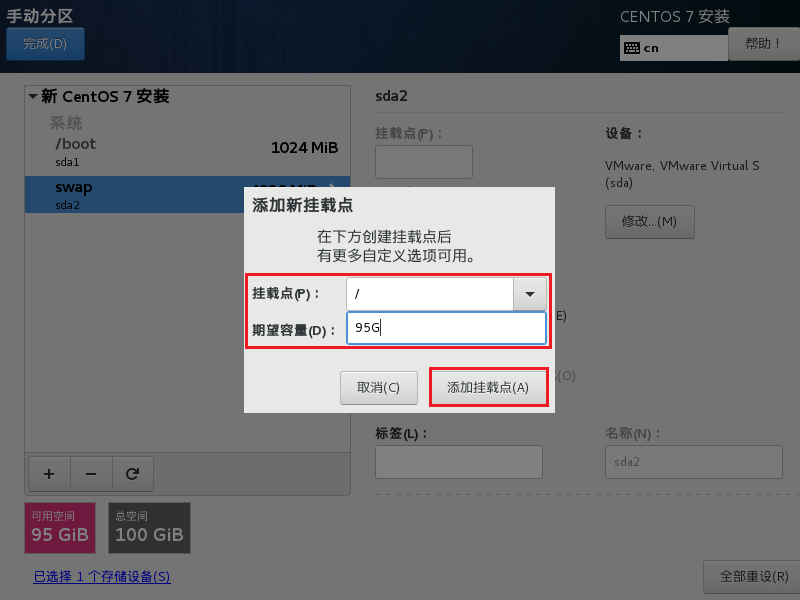 手动分区
CENTOS 7 安装
完成(D)
cn
帮助！
新 CentOS 7 安装
系统
/boot
1024 MiB
sda1
swap
sda2
sda2
挂载点(P)：
设备：
VMware, VMware Virtual S
(sda)
修改...(M)
添加新挂载点
在下方创建挂载点后
有更多自定义选项可用。
挂载点(P)：
/
期望容量(D)：
95G
E)
(O)
取消(C)
添加挂载点(A)
标签(L)：
名称(N)：
sda2
可用空间
95 GiB
总空间
100 GiB
已选择 1 个存储设备(S)
全部重设(R)